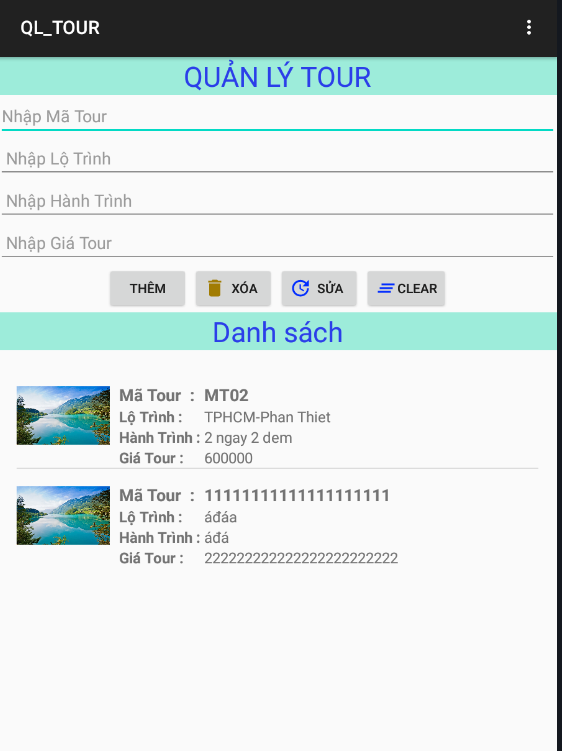 QL_TOUR
QUẢN LÝ TOUR
Nhập Mã Tour
Nhập Lộ Trình
Nhập Hành Trình
Nhập Giá Tour
THÊM XÓA SỬA CLEAR
Danh sách
Mã Tour : MT02
Lộ Trình : TPHCM-Phan Thiet
Hành Trình : 2 ngay 2 dem
Giá Tour : 600000
Mã Tour : 11111111111111111111
Lộ Trình : áđáa
Hành Trình : áđá
Giá Tour : 222222222222222222222222